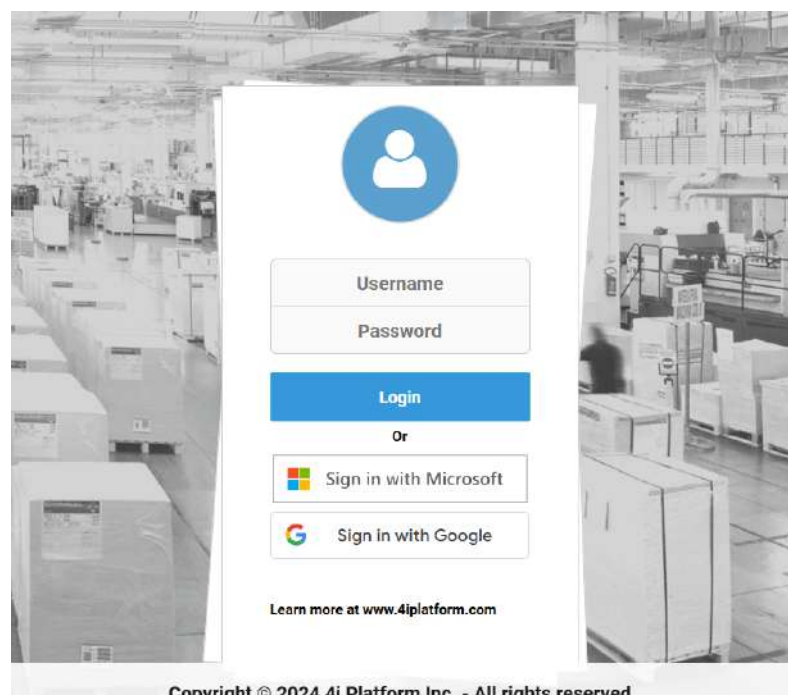 Username
Password
Login
Or
Sign in with Microsoft
Sign in with Google
Learn more at www.4iplatform.com
Copyright © 2024 4i Platform Inc. - All rights reserved